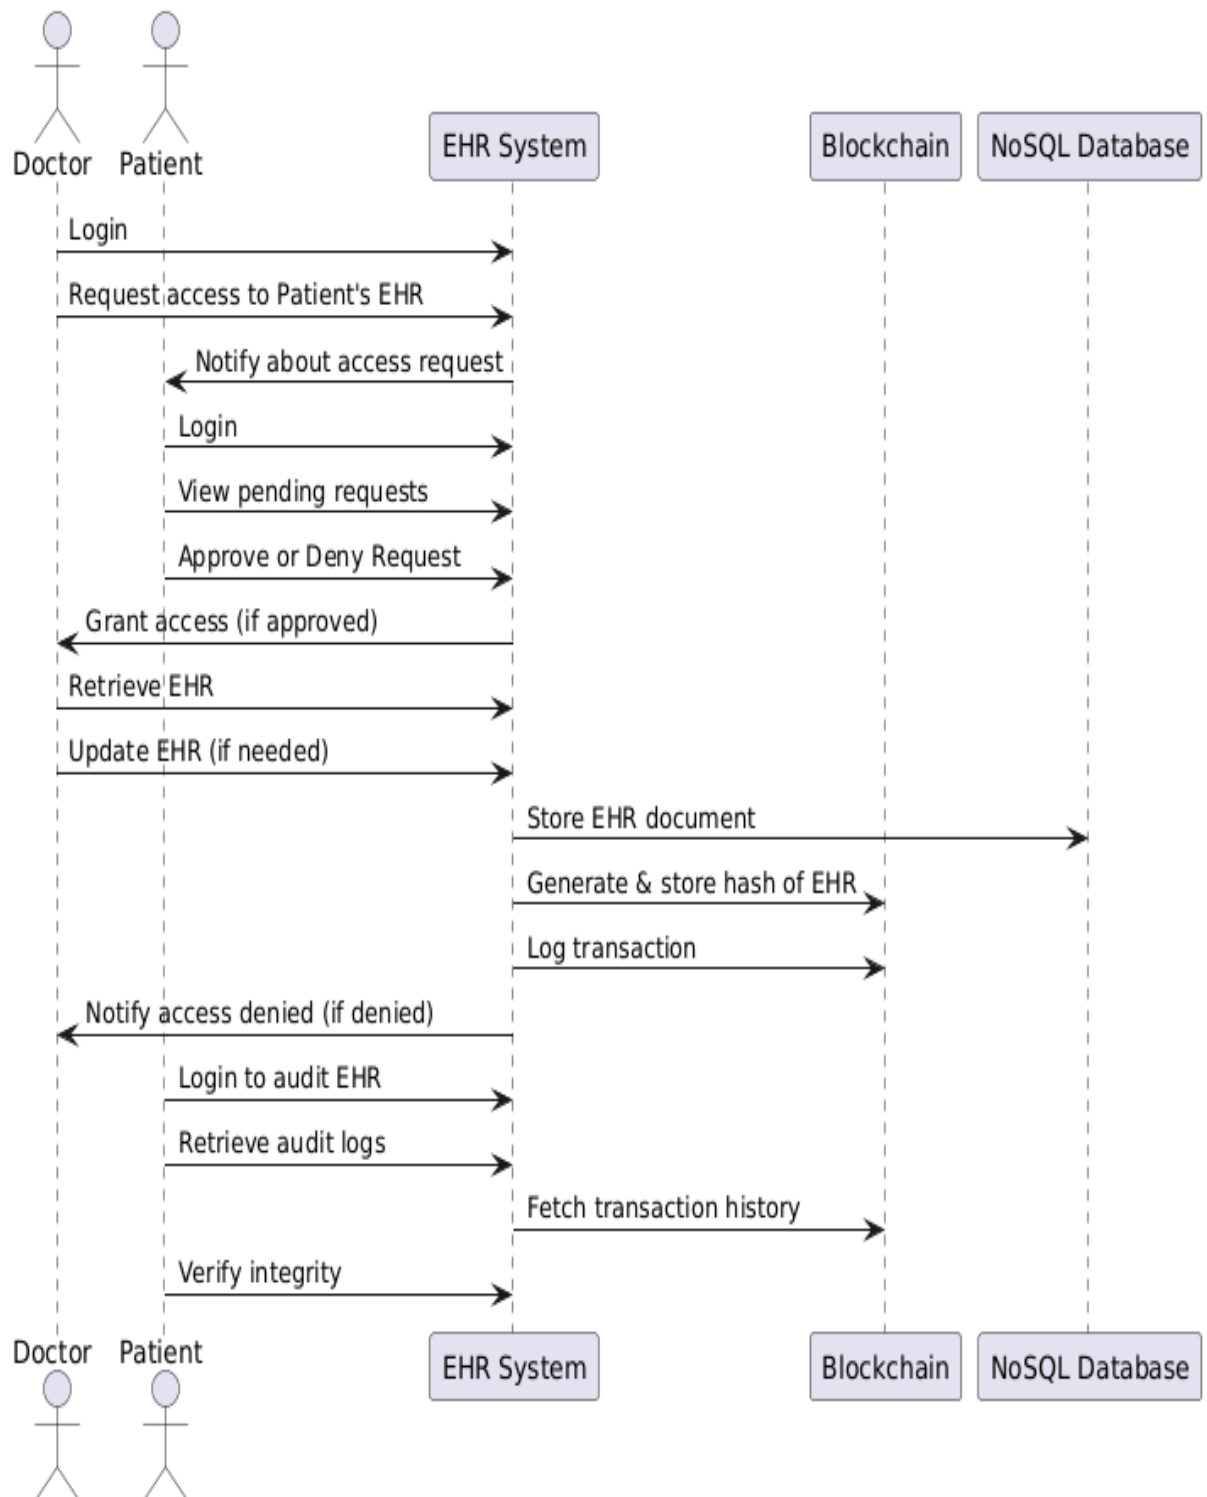 Doctor
Patient
EHR System
Blockchain
NoSQL Database
Login
Request access to Patient's EHR
Notify about access request
Login
View pending requests
Approve or Deny Request
Grant access (if approved)
Retrieve EHR
Update EHR (if needed)
Store EHR document
Generate & store hash of EHR
Log transaction
Notify access denied (if denied)
Login to audit EHR
Retrieve audit logs
Fetch transaction history
Verify integrity
Doctor
Patient
EHR System
Blockchain
NoSQL Database